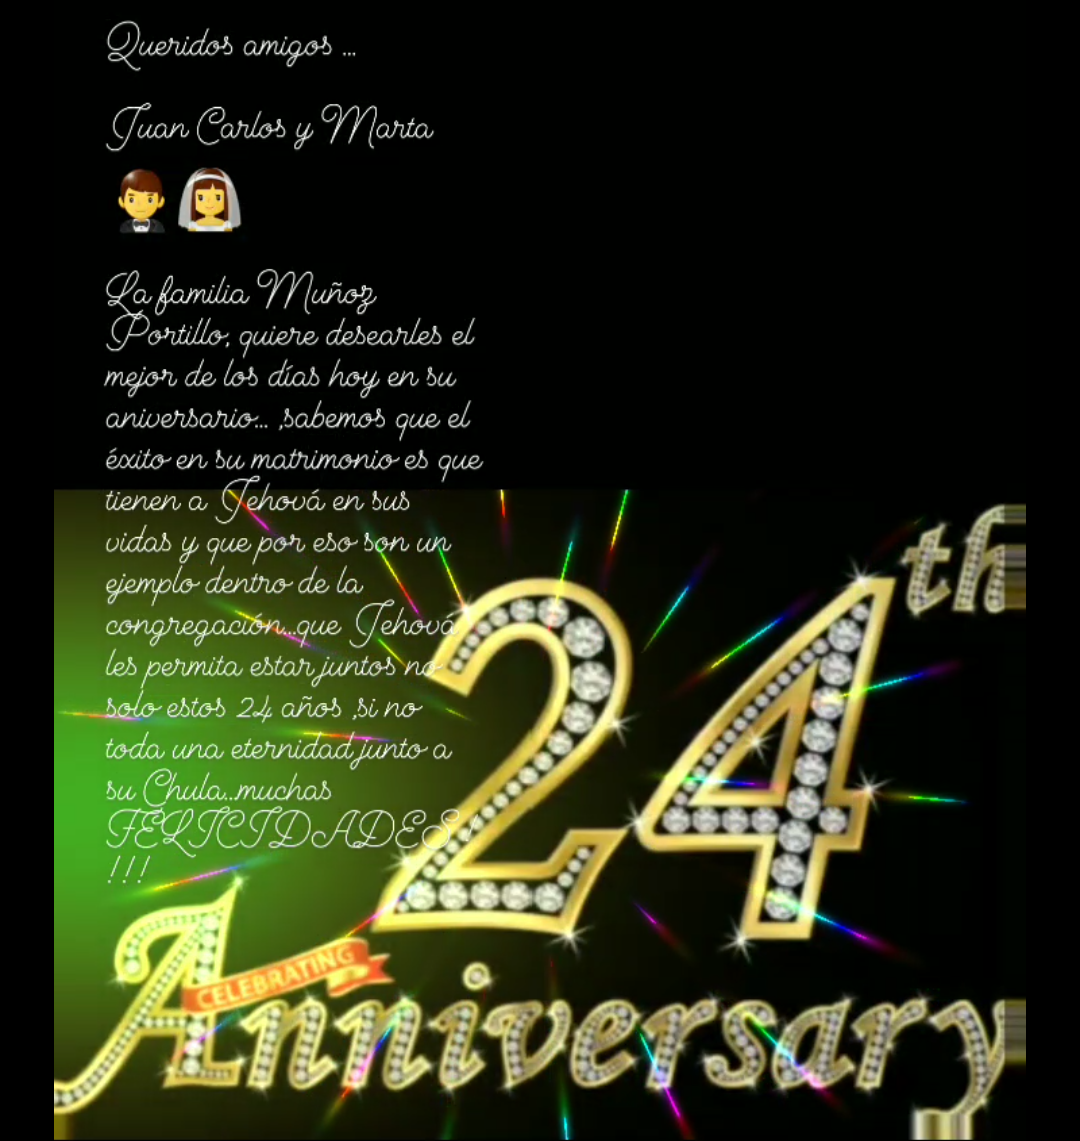 Queridos amigos ...
Juan Carlos y Marta
La familia Muñoz
Portillo, quiere desearles el
mejor de los días hoy en su
aniversario... ,sabemos que el
éxito en su matrimonio es que
tienen a Jehová en sus
vidas y que por eso son un
ejemplo dentro de la
congregación...que Jehová
les permita estar juntos no
solo estos 24 años ,si no
toda una eternidad junto a
su Chula..muchas
FELICIDADES!
!!!
24th
CELEBRATING
Anniversary